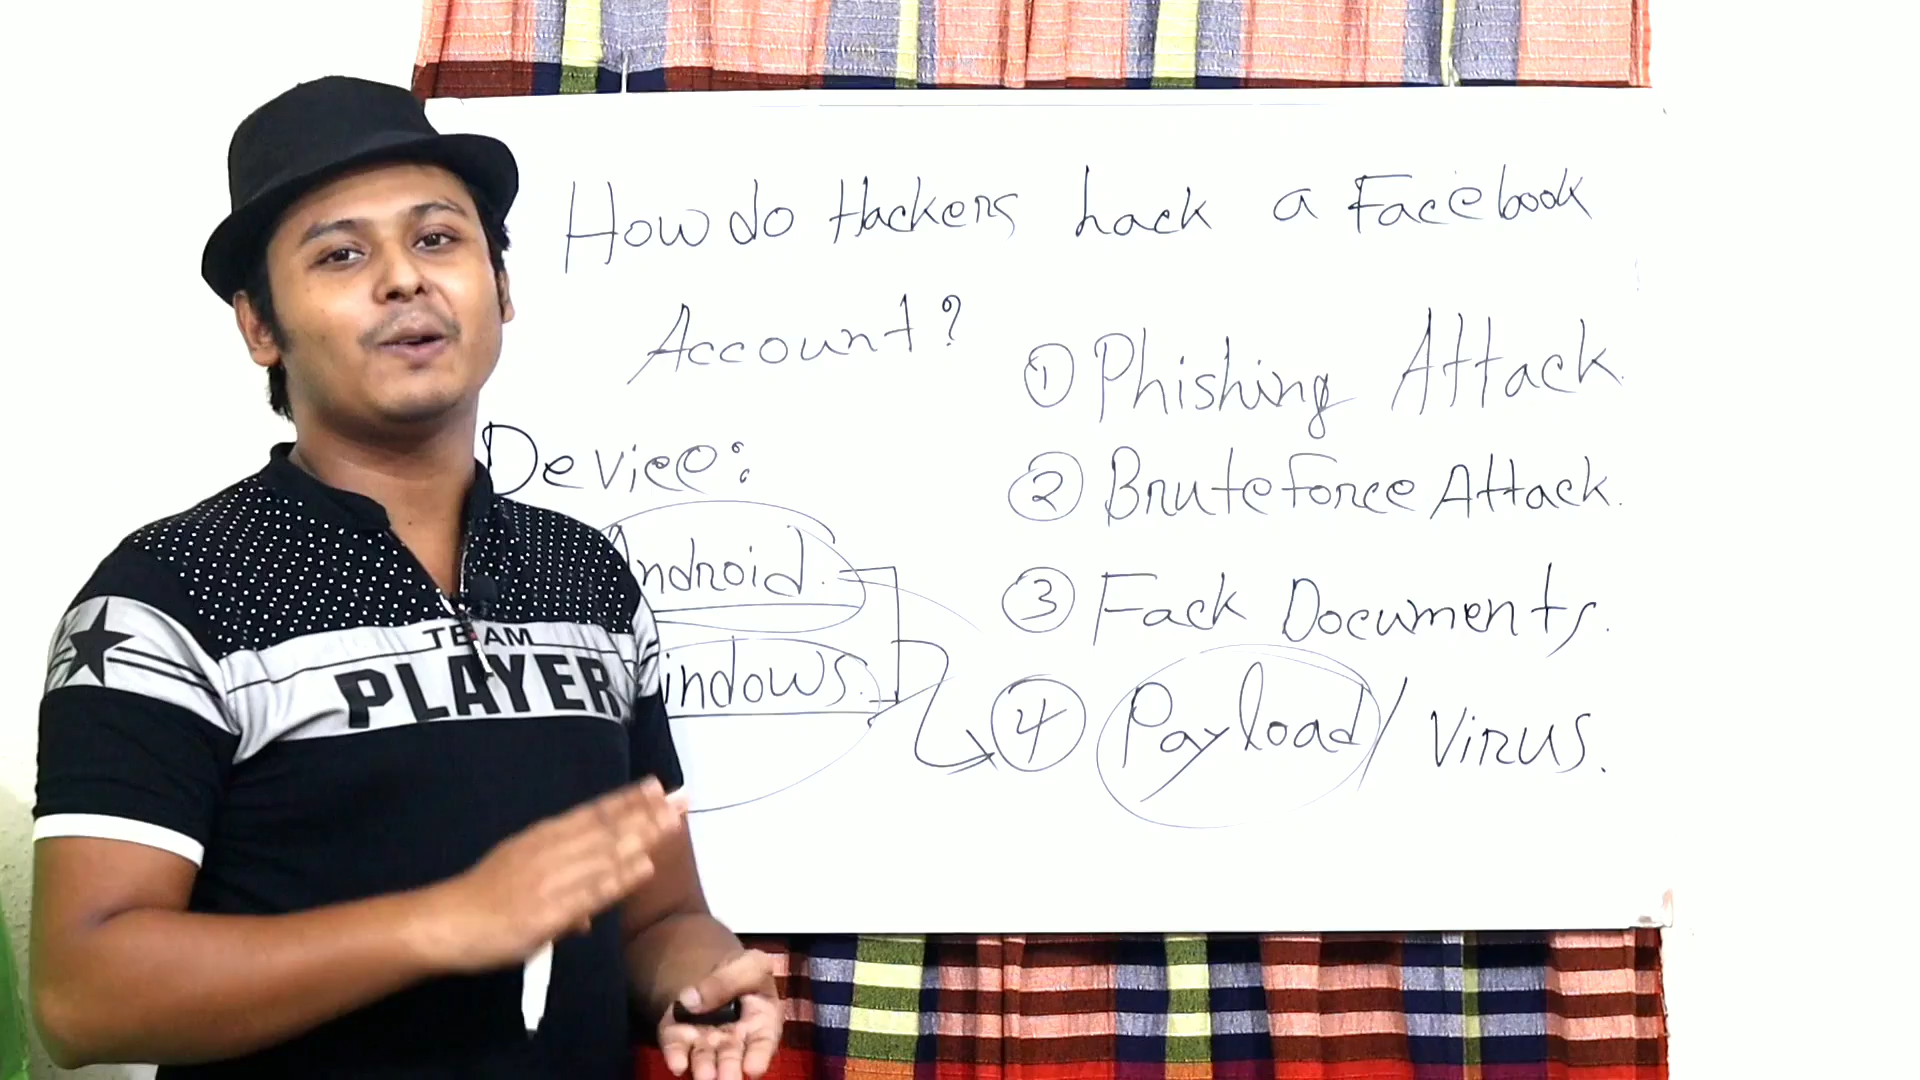 How do Hackers hack a Facebook
Account?
① Phishing Attack.
② Bruteforce Attack.
③ Fack Documents.
④ Payload/ Virus.
Device:
Android.
indows.
TEAM
PLAYER